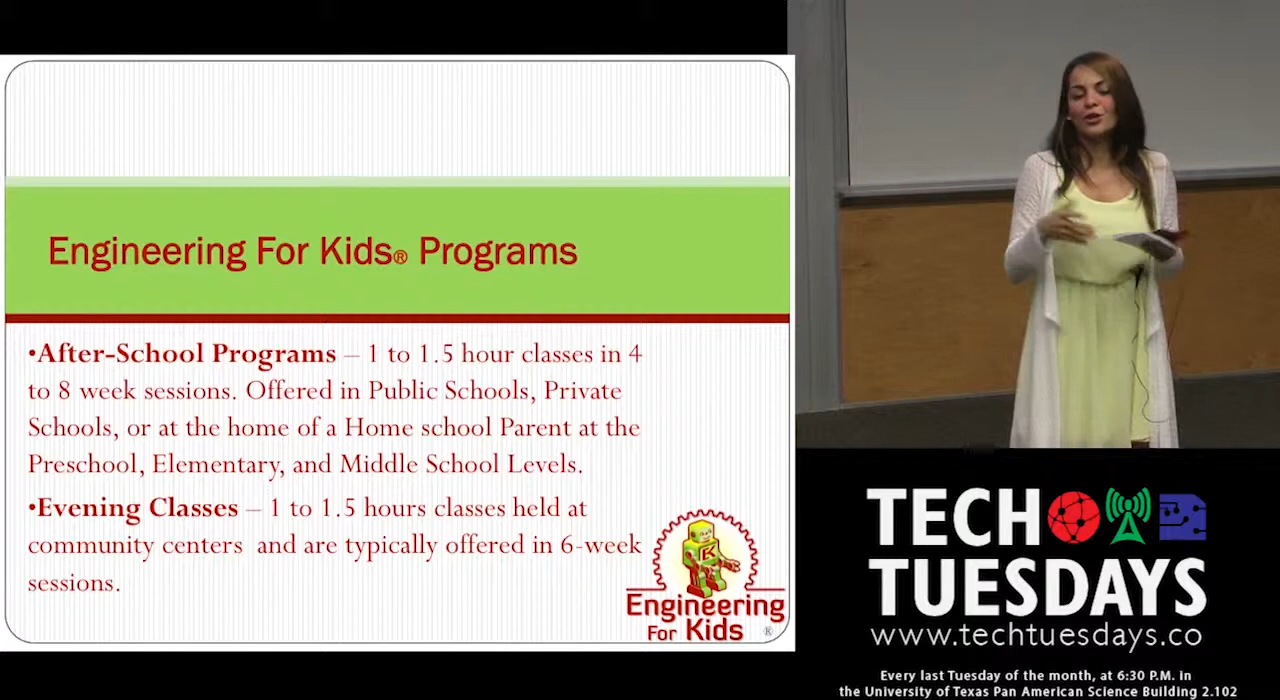 Engineering For Kids® Programs
•After-School Programs – 1 to 1.5 hour classes in 4
to 8 week sessions. Offered in Public Schools, Private
Schools, or at the home of a Home school Parent at the
Preschool, Elementary, and Middle School Levels.
•Evening Classes – 1 to 1.5 hours classes held at
community centers  and are typically offered in 6-week
sessions.
K
Engineering
For Kids ®
TECH
TUESDAYS
www.techtuesdays.co
Every last Tuesday of the month, at 6:30 P.M. in
the University of Texas Pan American Science Building 2.102